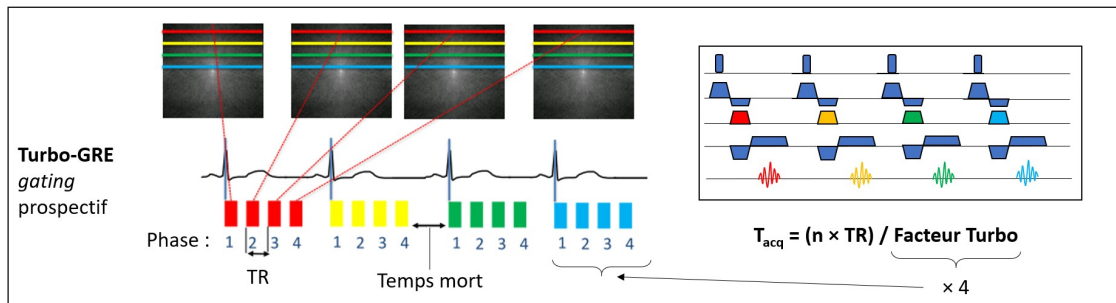 Turbo-GRE
gating
prospectif
Phase : 1 2 3 4 1 2 3 4 1 2 3 4 1 2 3 4
TR
Temps mort
T_acq = (n × TR) / Facteur Turbo
× 4